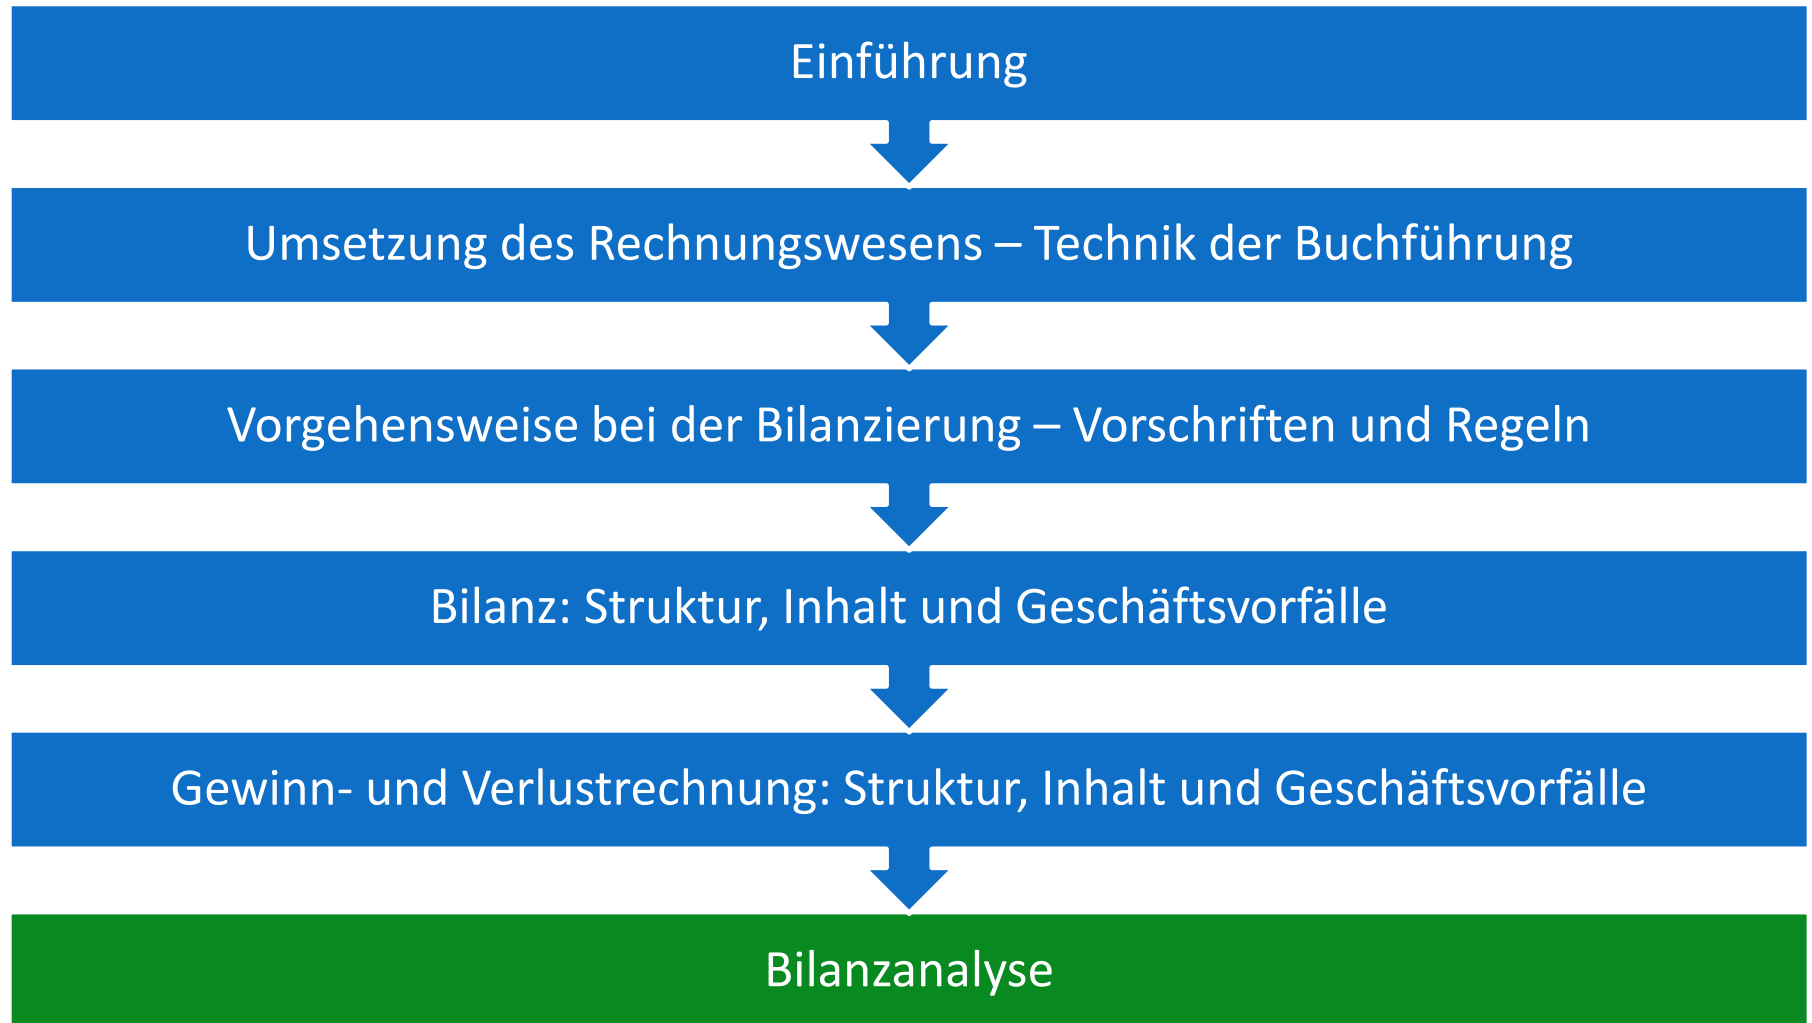 Einführung
Umsetzung des Rechnungswesens – Technik der Buchführung
Vorgehensweise bei der Bilanzierung – Vorschriften und Regeln
Bilanz: Struktur, Inhalt und Geschäftsvorfälle
Gewinn- und Verlustrechnung: Struktur, Inhalt und Geschäftsvorfälle
Bilanzanalyse